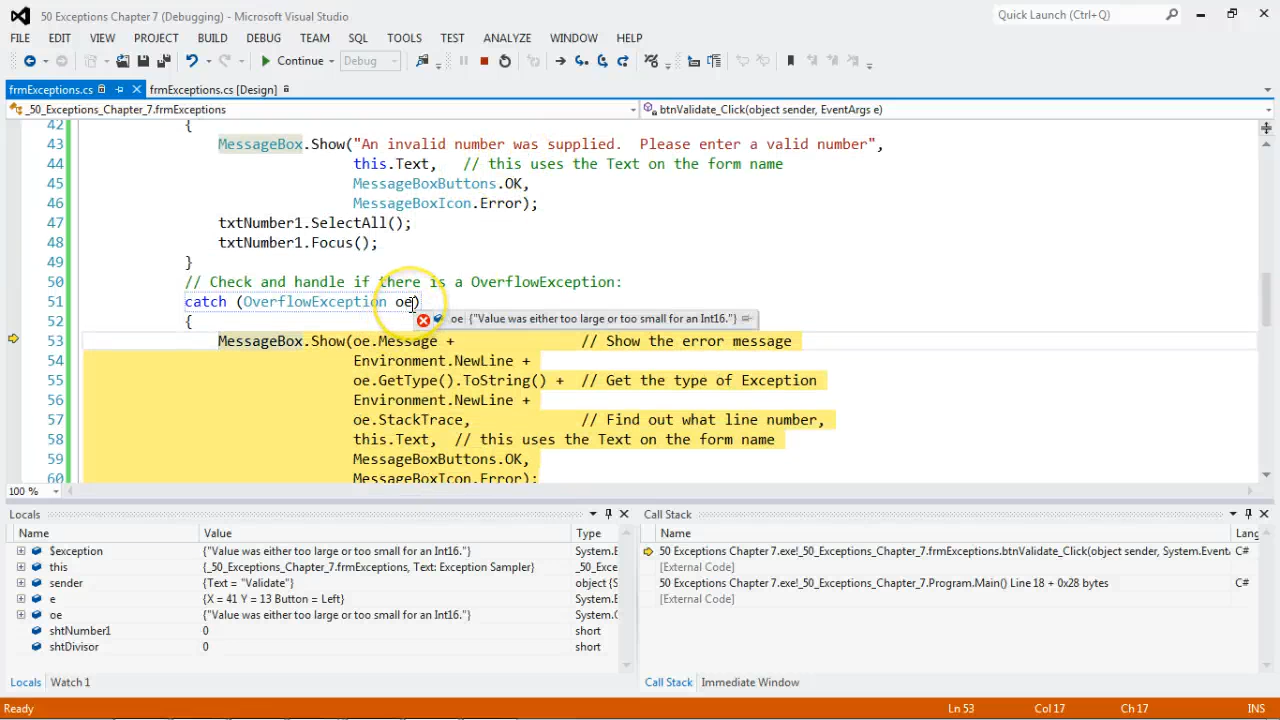 50 Exceptions Chapter 7 (Debugging) - Microsoft Visual Studio
Quick Launch (Ctrl+Q)
FILE EDIT VIEW PROJECT BUILD DEBUG TEAM SQL TOOLS TEST ANALYZE WINDOW HELP
Continue Debug
frmExceptions.cs frmExceptions.cs [Design]
_50_Exceptions_Chapter_7.frmExceptions btnValidate_Click(object sender, EventArgs e)
42 {
43 MessageBox.Show("An invalid number was supplied.  Please enter a valid number",
44 this.Text,   // this uses the Text on the form name
45 MessageBoxButtons.OK,
46 MessageBoxIcon.Error);
47 txtNumber1.SelectAll();
48 txtNumber1.Focus();
49 }
50 // Check and handle if there is a OverflowException:
51 catch (OverflowException oe)
52 {
oe {"Value was either too large or too small for an Int16."}
53 MessageBox.Show(oe.Message + // Show the error message
54 Environment.NewLine +
55 oe.GetType().ToString() + // Get the type of Exception
56 Environment.NewLine +
57 oe.StackTrace, // Find out what line number,
58 this.Text,  // this uses the Text on the form name
59 MessageBoxButtons.OK,
60 MessageBoxIcon.Error);
100 %
Locals
Name Value Type
$exception {"Value was either too large or too small for an Int16."} System.E
this {_50_Exceptions_Chapter_7.frmExceptions, Text: Exception Sampler} _50_Exce
sender {Text = "Validate"} object {S
e {X = 41 Y = 13 Button = Left} System.E
oe {"Value was either too large or too small for an Int16."} System.O
shtNumber1 0 short
shtDivisor 0 short
Locals Watch 1
Call Stack
Name Lang
50 Exceptions Chapter 7.exe!_50_Exceptions_Chapter_7.frmExceptions.btnValidate_Click(object sender, System.Event C#
[External Code]
50 Exceptions Chapter 7.exe!_50_Exceptions_Chapter_7.Program.Main() Line 18 + 0x28 bytes C#
[External Code]
Call Stack Immediate Window
Ready Ln 53 Col 17 Ch 17 INS